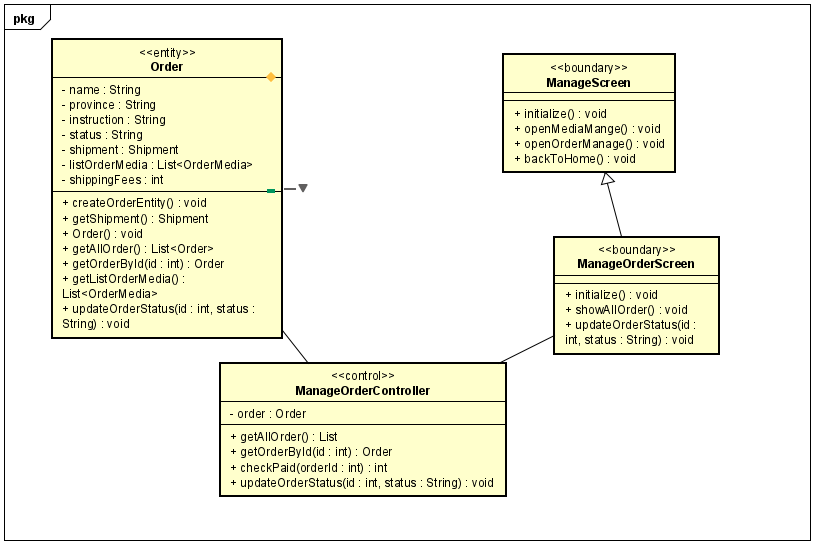 pkg
<<entity>>
Order
- name : String
- province : String
- instruction : String
- status : String
- shipment : Shipment
- listOrderMedia : List<OrderMedia>
- shippingFees : int
+ createOrderEntity() : void
+ getShipment() : Shipment
+ Order() : void
+ getAllOrder() : List<Order>
+ getOrderById(id : int) : Order
+ getListOrderMedia() :
List<OrderMedia>
+ updateOrderStatus(id : int, status :
String) : void
<<boundary>>
ManageScreen
+ initialize() : void
+ openMediaMange() : void
+ openOrderManage() : void
+ backToHome() : void
<<boundary>>
ManageOrderScreen
+ initialize() : void
+ showAllOrder() : void
+ updateOrderStatus(id :
int, status : String) : void
<<control>>
ManageOrderController
- order : Order
+ getAllOrder() : List
+ getOrderById(id : int) : Order
+ checkPaid(orderId : int) : int
+ updateOrderStatus(id : int, status : String) : void